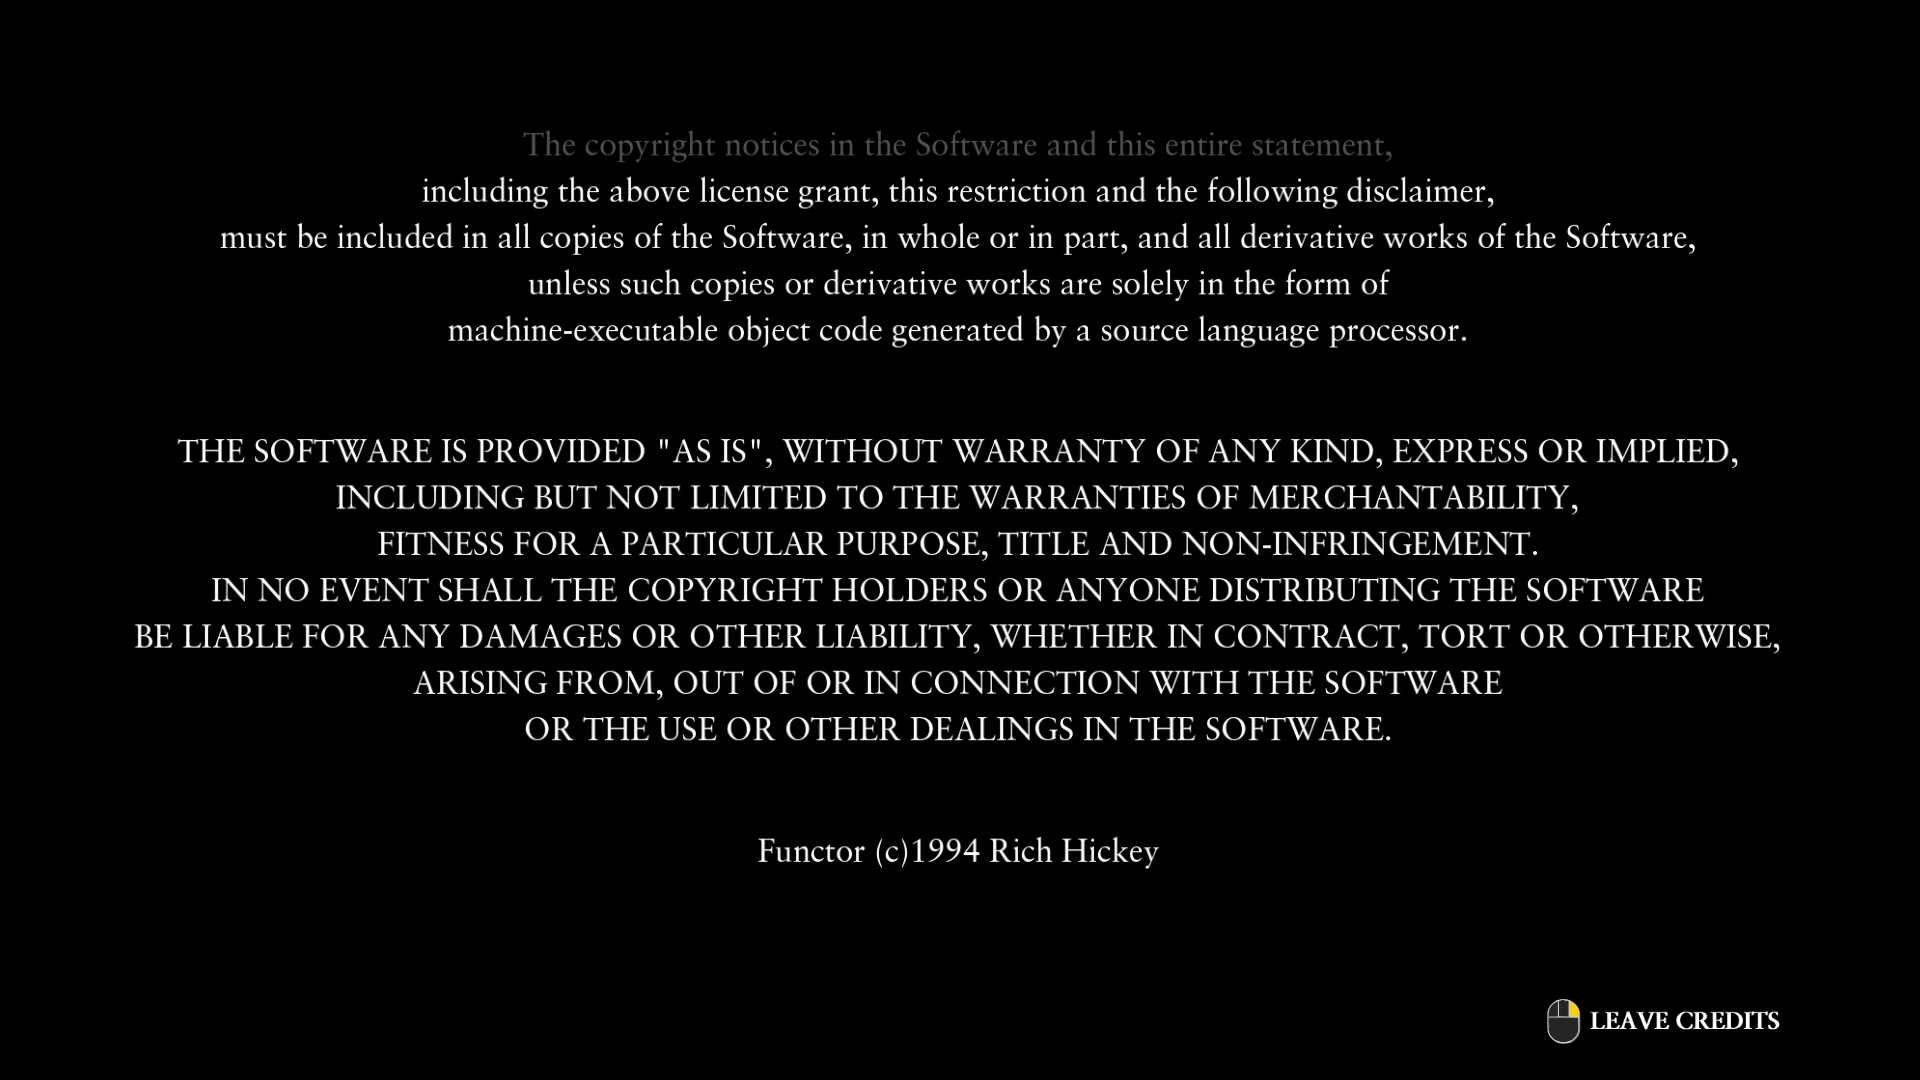 The copyright notices in the Software and this entire statement,
including the above license grant, this restriction and the following disclaimer,
must be included in all copies of the Software, in whole or in part, and all derivative works of the Software,
unless such copies or derivative works are solely in the form of
machine-executable object code generated by a source language processor.
THE SOFTWARE IS PROVIDED "AS IS", WITHOUT WARRANTY OF ANY KIND, EXPRESS OR IMPLIED,
INCLUDING BUT NOT LIMITED TO THE WARRANTIES OF MERCHANTABILITY,
FITNESS FOR A PARTICULAR PURPOSE, TITLE AND NON-INFRINGEMENT.
IN NO EVENT SHALL THE COPYRIGHT HOLDERS OR ANYONE DISTRIBUTING THE SOFTWARE
BE LIABLE FOR ANY DAMAGES OR OTHER LIABILITY, WHETHER IN CONTRACT, TORT OR OTHERWISE,
ARISING FROM, OUT OF OR IN CONNECTION WITH THE SOFTWARE
OR THE USE OR OTHER DEALINGS IN THE SOFTWARE.
Functor (c)1994 Rich Hickey
LEAVE CREDITS